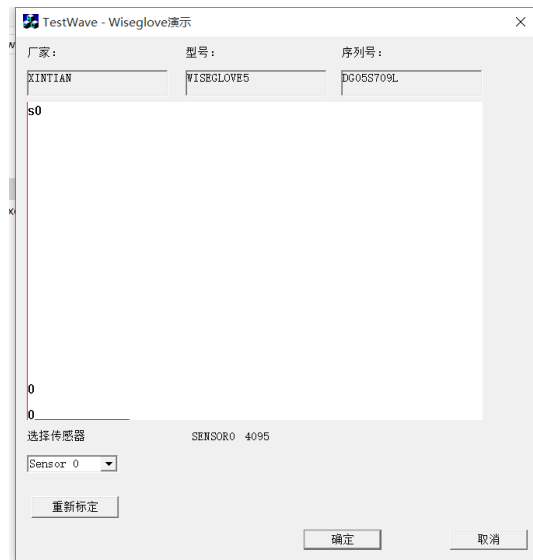 TestWave - Wiseglove演示
厂家： 型号： 序列号：
XINTIAN WISEGLOVE5 DG05S709L
s0
0
0
选择传感器 SENSOR0 4095
Sensor 0
重新标定
确定 取消